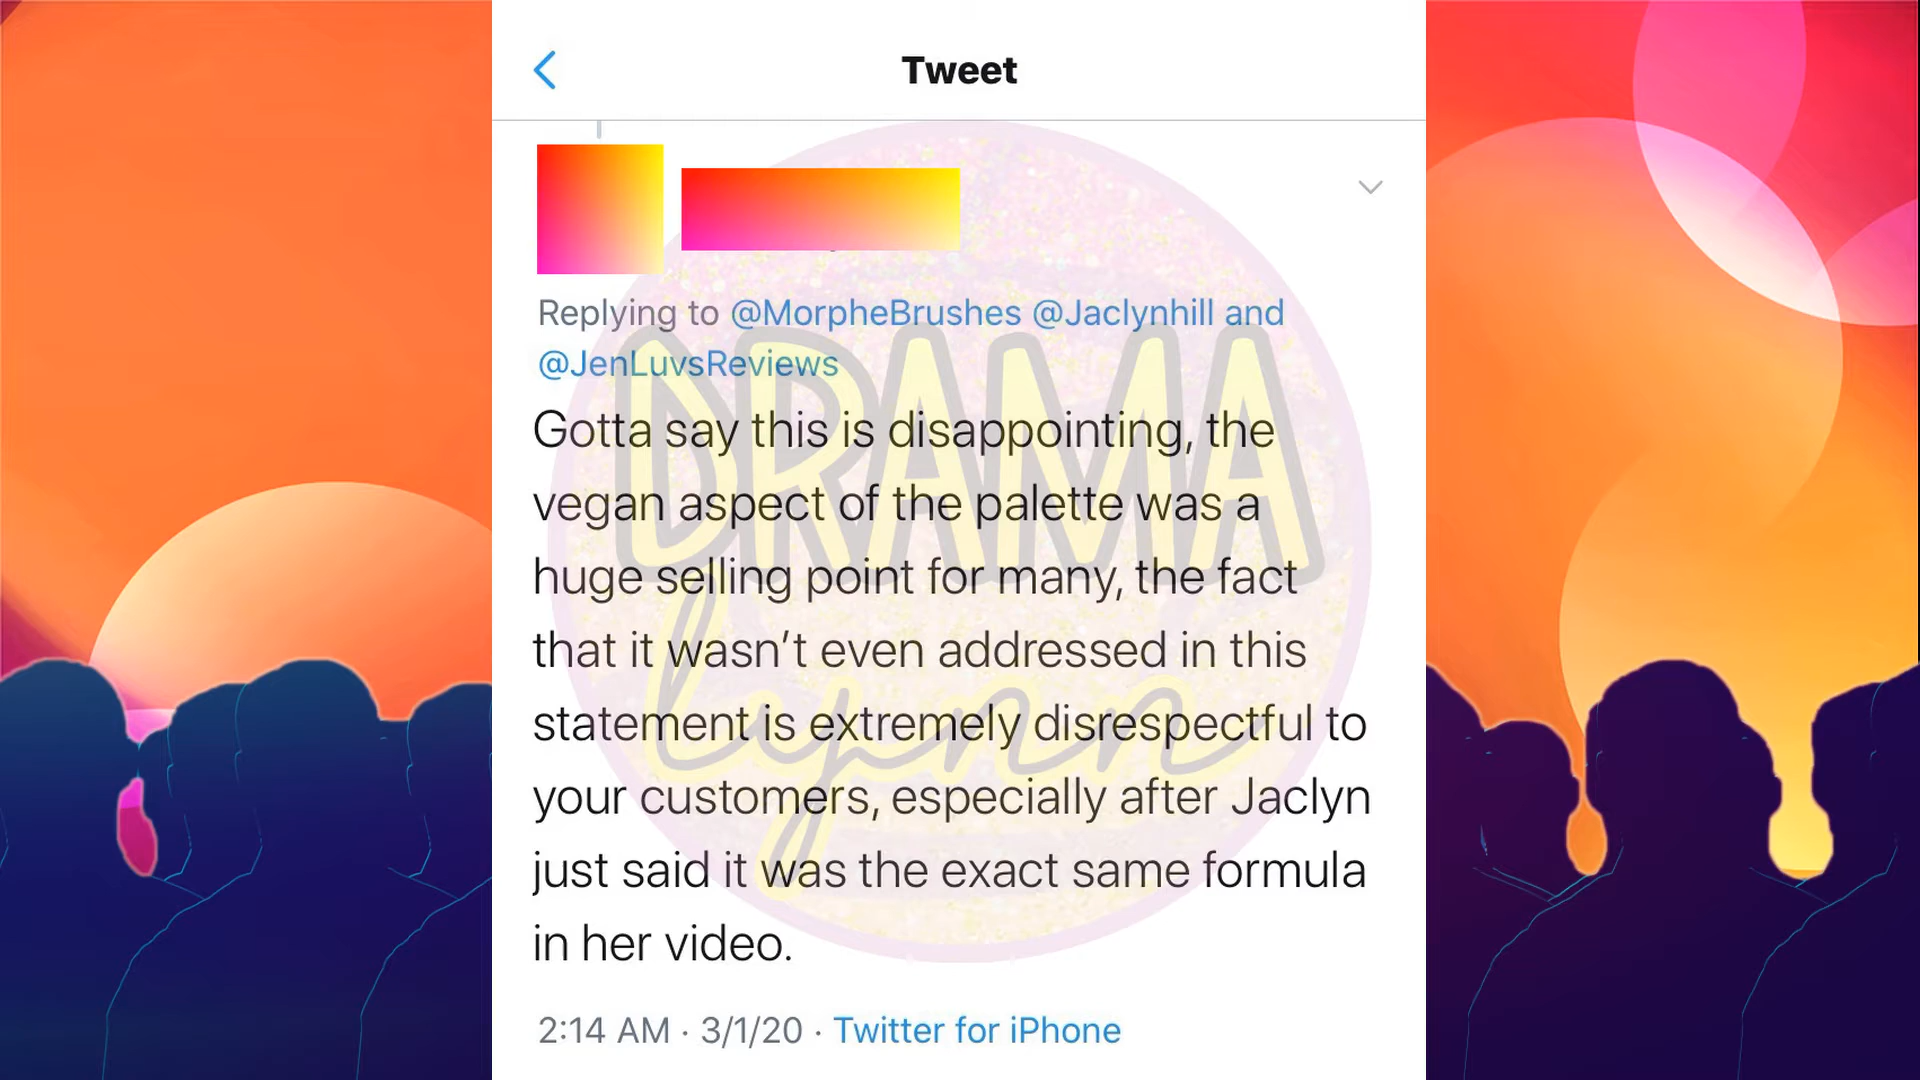 Tweet
Replying to @MorpheBrushes @Jaclynhill and
@JenLuvsReviews
Gotta say this is disappointing, the
vegan aspect of the palette was a
huge selling point for many, the fact
that it wasn’t even addressed in this
statement is extremely disrespectful to
your customers, especially after Jaclyn
just said it was the exact same formula
in her video.
2:14 AM · 3/1/20 · Twitter for iPhone
DRAMA
lynn